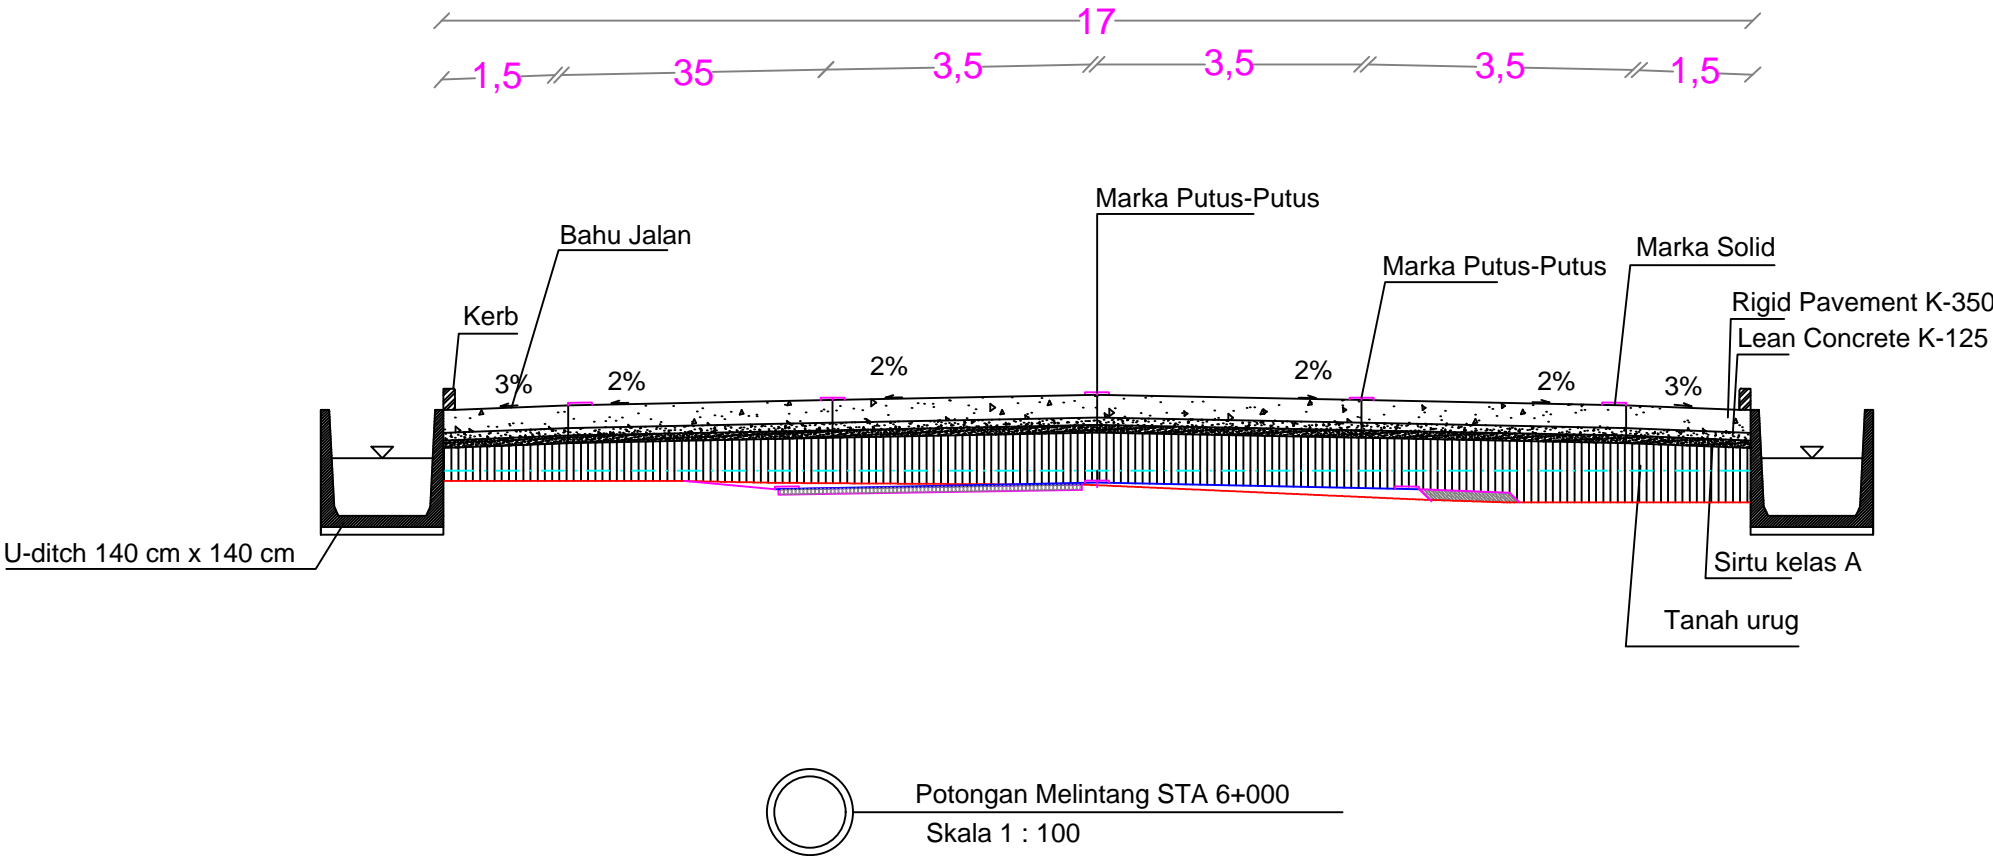 17
1,5 35 3,5 3,5 3,5 1,5
Marka Putus-Putus
Bahu Jalan
Marka Solid
Marka Putus-Putus
Kerb
Rigid Pavement K-350
Lean Concrete K-125
3% 2% 2% 2% 2% 3%
U-ditch 140 cm x 140 cm
Sirtu kelas A
Tanah urug
Potongan Melintang STA 6+000
Skala 1 : 100